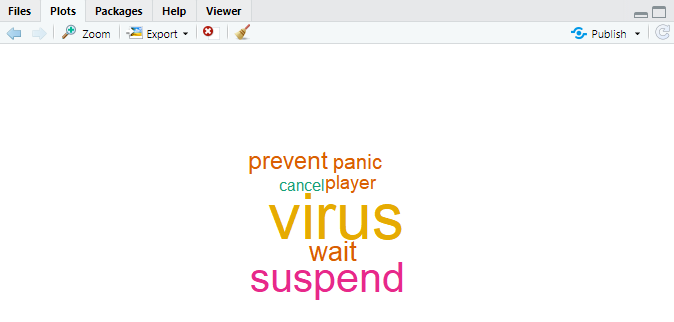 Files Plots Packages Help Viewer
Zoom Export Publish
prevent panic
cancel player
virus
wait
suspend